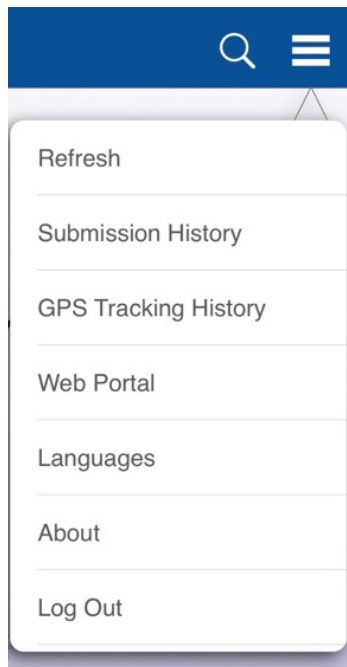 Refresh
Submission History
GPS Tracking History
Web Portal
Languages
About
Log Out